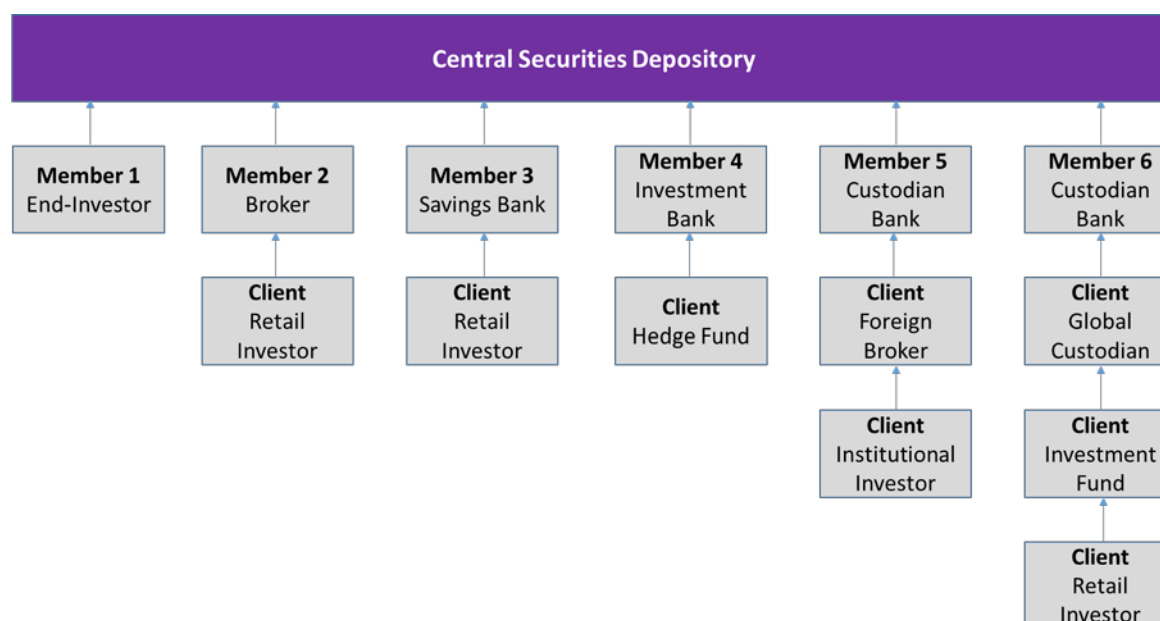 Central Securities Depository
Member 1
End-Investor
Member 2
Broker
Member 3
Savings Bank
Member 4
Investment
Bank
Member 5
Custodian
Bank
Member 6
Custodian
Bank
Client
Retail
Investor
Client
Retail
Investor
Client
Hedge Fund
Client
Foreign
Broker
Client
Global
Custodian
Client
Institutional
Investor
Client
Investment
Fund
Client
Retail
Investor